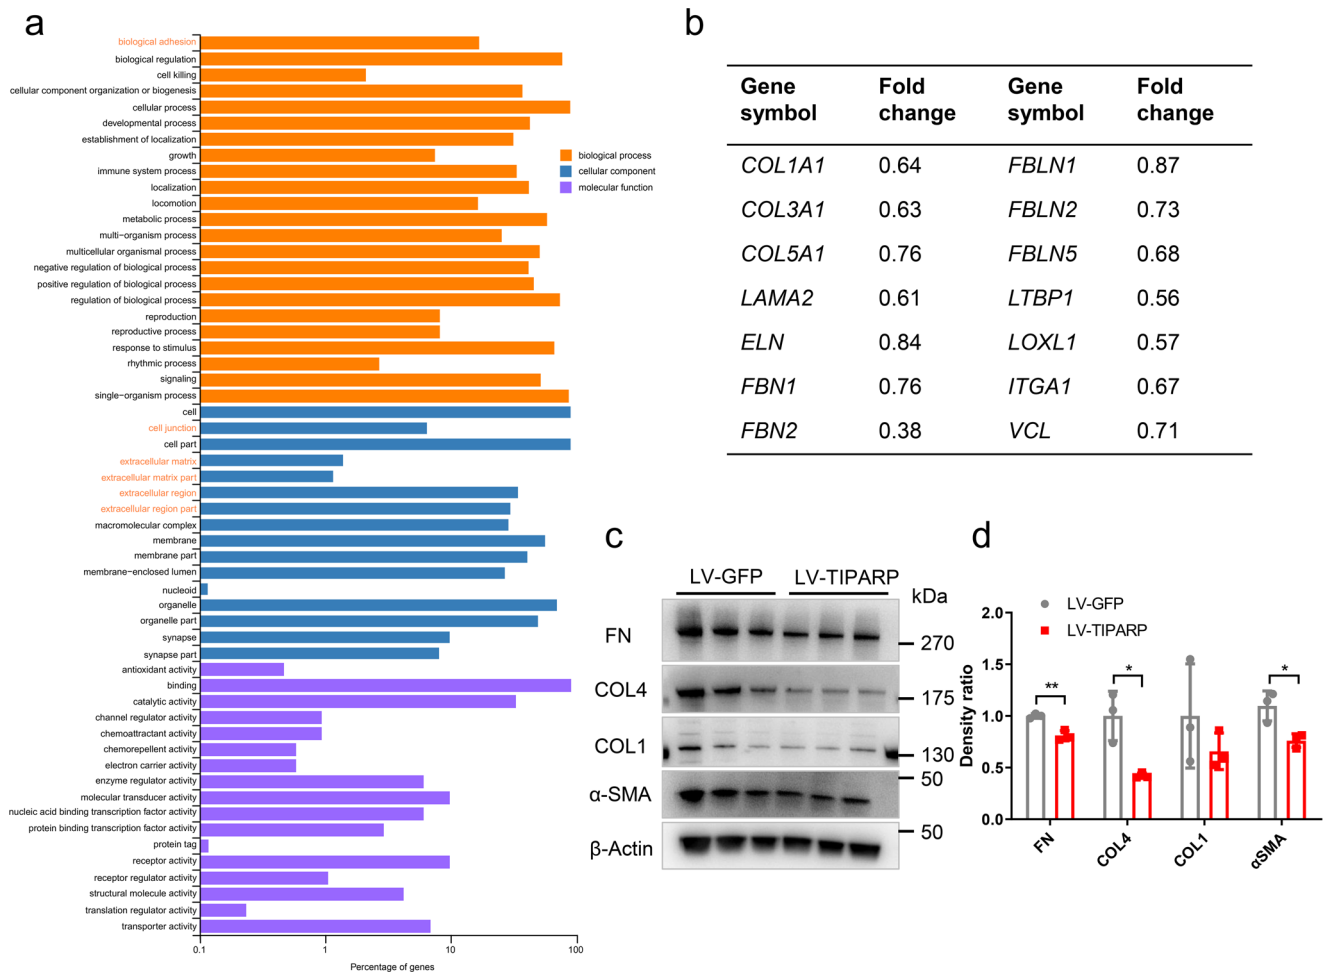 a
biological adhesion
biological regulation
cell killing
cellular component organization or biogenesis
cellular process
developmental process
establishment of localization
growth
immune system process
localization
locomotion
metabolic process
multi−organism process
multicellular organismal process
negative regulation of biological process
positive regulation of biological process
regulation of biological process
reproduction
reproductive process
response to stimulus
rhythmic process
signaling
single−organism process
cell
cell junction
cell part
extracellular matrix
extracellular matrix part
extracellular region
extracellular region part
macromolecular complex
membrane
membrane part
membrane−enclosed lumen
nucleoid
organelle
organelle part
synapse
synapse part
antioxidant activity
binding
catalytic activity
channel regulator activity
chemoattractant activity
chemorepellent activity
electron carrier activity
enzyme regulator activity
molecular transducer activity
nucleic acid binding transcription factor activity
protein binding transcription factor activity
protein tag
receptor activity
receptor regulator activity
structural molecule activity
translation regulator activity
transporter activity
0.1 1 10 100
Percentage of genes
biological process
cellular component
molecular function
b
Gene symbol Fold change Gene symbol Fold change
COL1A1 0.64 FBLN1 0.87
COL3A1 0.63 FBLN2 0.73
COL5A1 0.76 FBLN5 0.68
LAMA2 0.61 LTBP1 0.56
ELN 0.84 LOXL1 0.57
FBN1 0.76 ITGA1 0.67
FBN2 0.38 VCL 0.71
c
LV-GFP LV-TIPARP
kDa
FN 270
COL4 175
COL1 130
α-SMA 50
β-Actin 50
d
LV-GFP
LV-TIPARP
Density ratio
2.0
1.5
1.0
0.5
0.0
** * *
FN COL4 COL1 αSMA